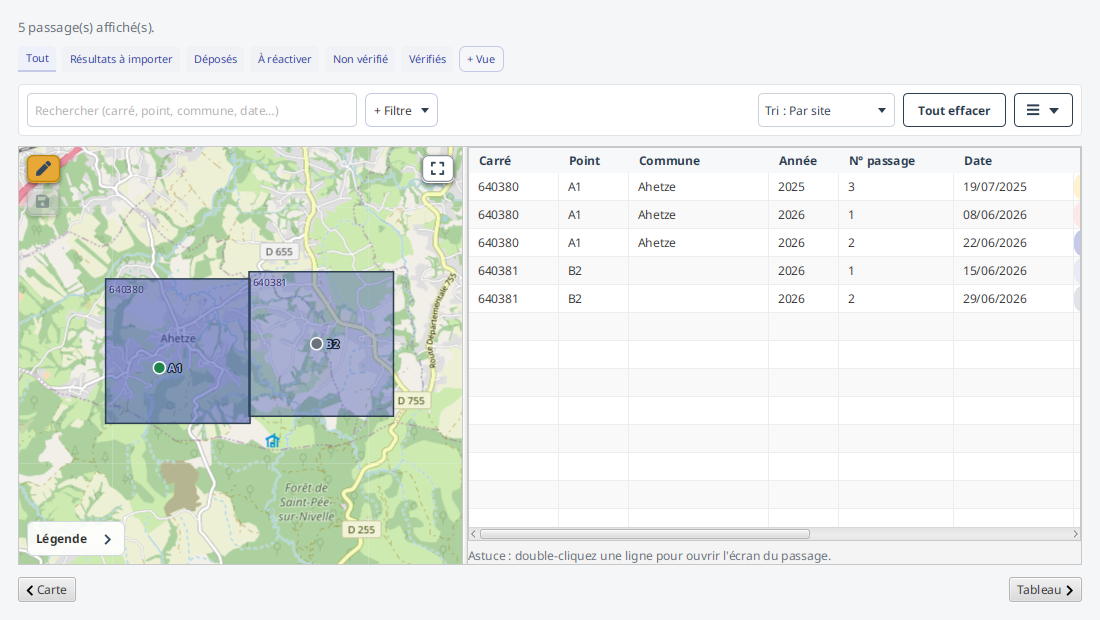 5 passage(s) affiché(s).
Tout Résultats à importer Déposés À réactiver Non vérifié Vérifiés + Vue
Rechercher (carré, point, commune, date...) + Filtre Tri : Par site Tout effacer
D 655
640380
640381
Ahetze
A1
B2
Route Départementale 755
D 755
Forêt de
Saint-Pée-
sur-Nivelle
D 255
Légende
Carré Point Commune Année N° passage Date
640380 A1 Ahetze 2025 3 19/07/2025
640380 A1 Ahetze 2026 1 08/06/2026
640380 A1 Ahetze 2026 2 22/06/2026
640381 B2 2026 1 15/06/2026
640381 B2 2026 2 29/06/2026
Astuce : double-cliquez une ligne pour ouvrir l'écran du passage.
Carte Tableau